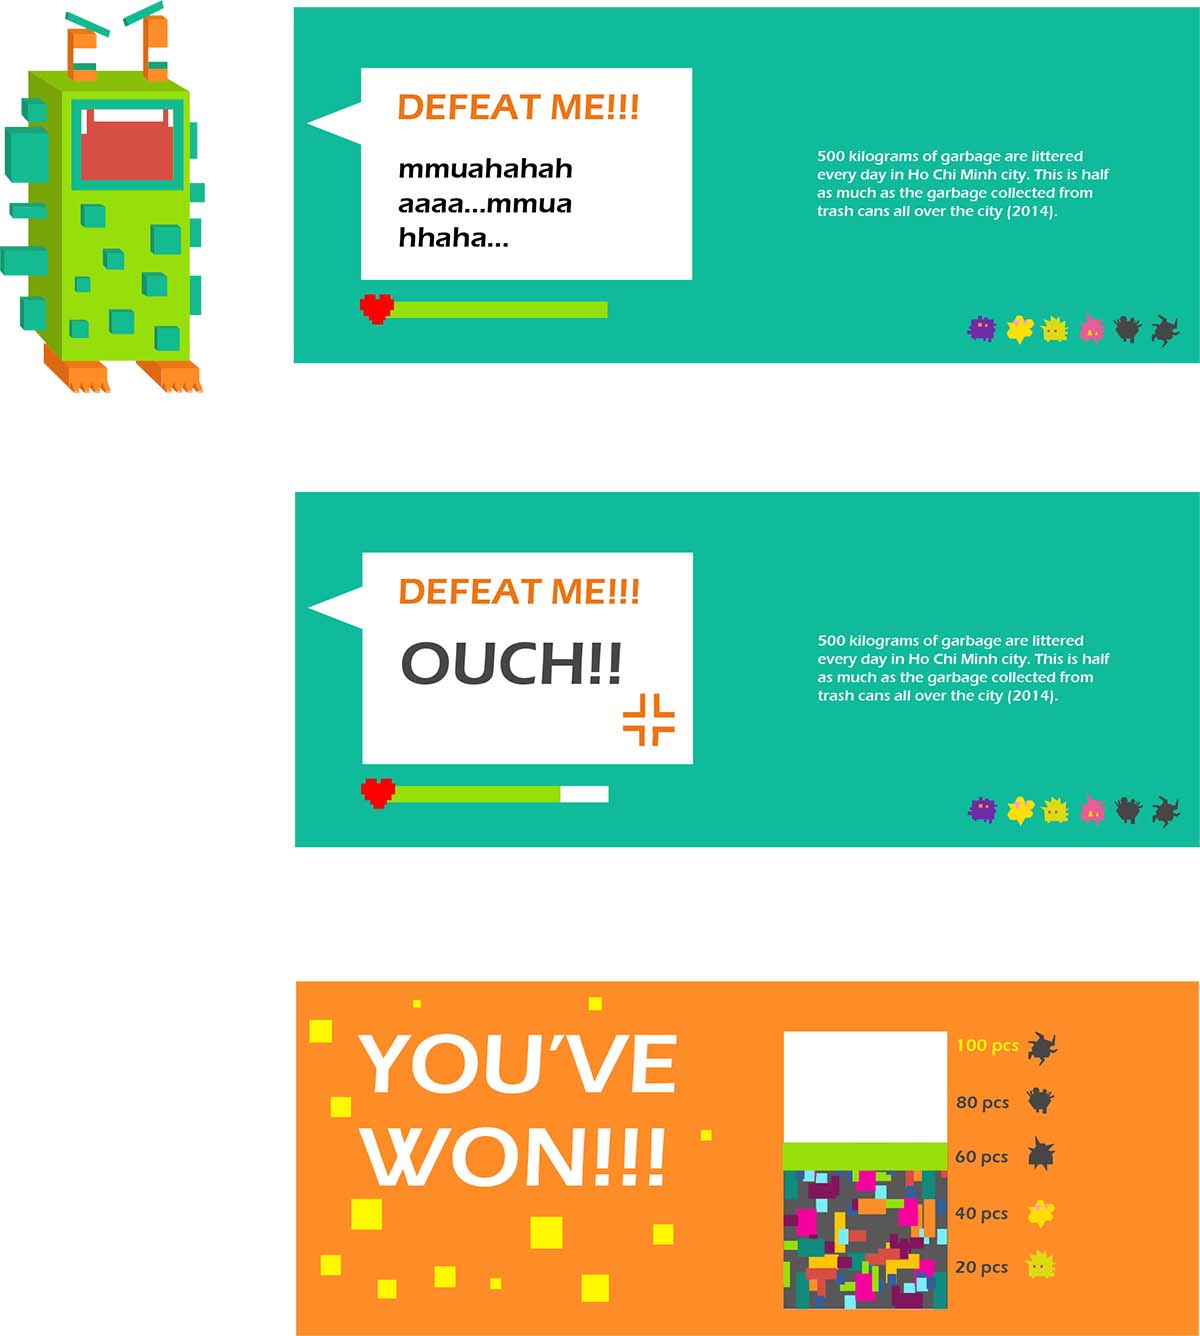 DEFEAT ME!!!
mmuahahah
aaaa...mmua
hhaha...
500 kilograms of garbage are littered
every day in Ho Chi Minh city. This is half
as much as the garbage collected from
trash cans all over the city (2014).
DEFEAT ME!!!
OUCH!!
500 kilograms of garbage are littered
every day in Ho Chi Minh city. This is half
as much as the garbage collected from
trash cans all over the city (2014).
YOU'VE
WON!!!
100 pcs
80 pcs
60 pcs
40 pcs
20 pcs